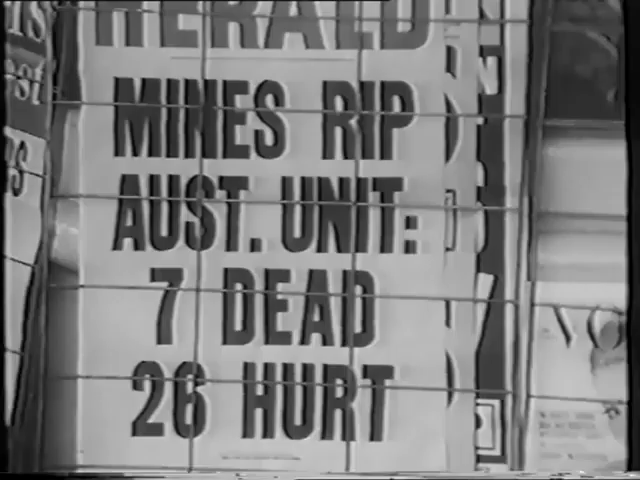 HERALD
MINES RIP
AUST. UNIT:
7 DEAD
26 HURT